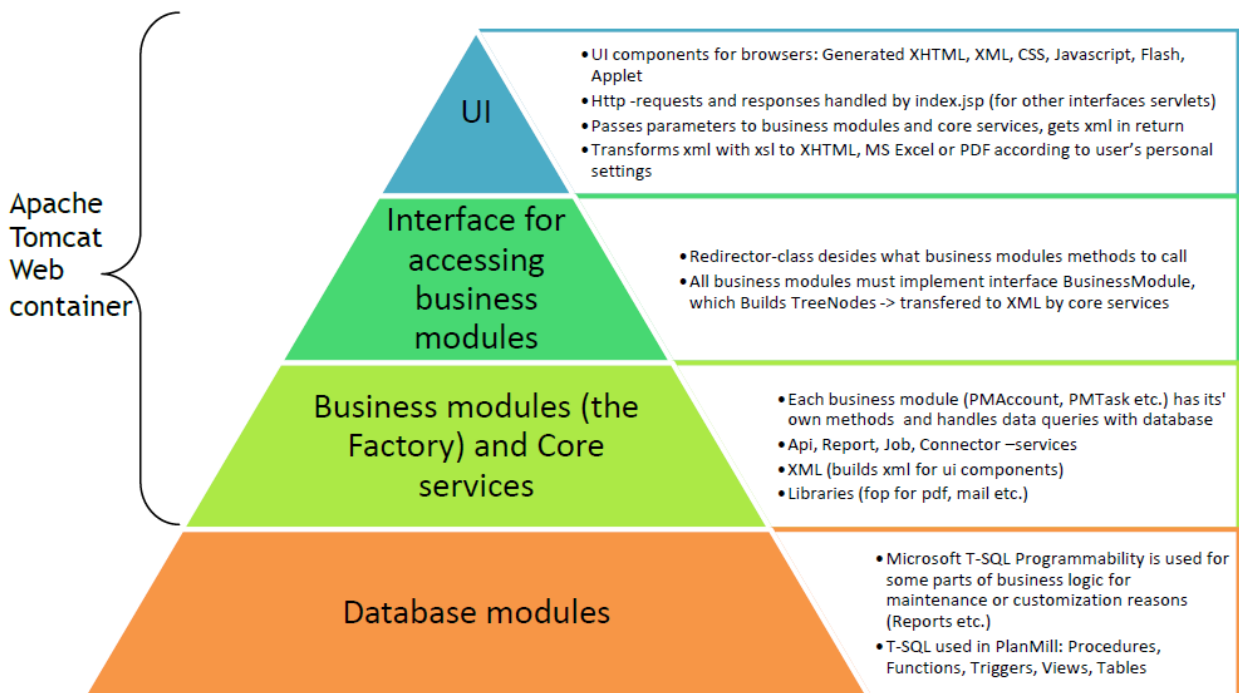 Apache
Tomcat
Web
container
UI
•UI components for browsers: Generated XHTML, XML, CSS, Javascript, Flash,
Applet
•Http -requests and responses handled by index.jsp (for other interfaces servlets)
•Passes parameters to business modules and core services, gets xml in return
•Transforms xml with xsl to XHTML, MS Excel or PDF according to user's personal
settings
Interface for
accessing
business
modules
•Redirector-class desides what business modules methods to call
•All business modules must implement interface BusinessModule,
which Builds TreeNodes -> transfered to XML by core services
Business modules (the
Factory) and Core
services
•Each business module (PMAccount, PMTask etc.) has its'
own methods and handles data queries with database
•Api, Report, Job, Connector –services
•XML (builds xml for ui components)
•Libraries (fop for pdf, mail etc.)
Database modules
•Microsoft T-SQL Programmability is used for
some parts of business logic for
maintenance or customization reasons
(Reports etc.)
•T-SQL used in PlanMill: Procedures,
Functions, Triggers, Views, Tables